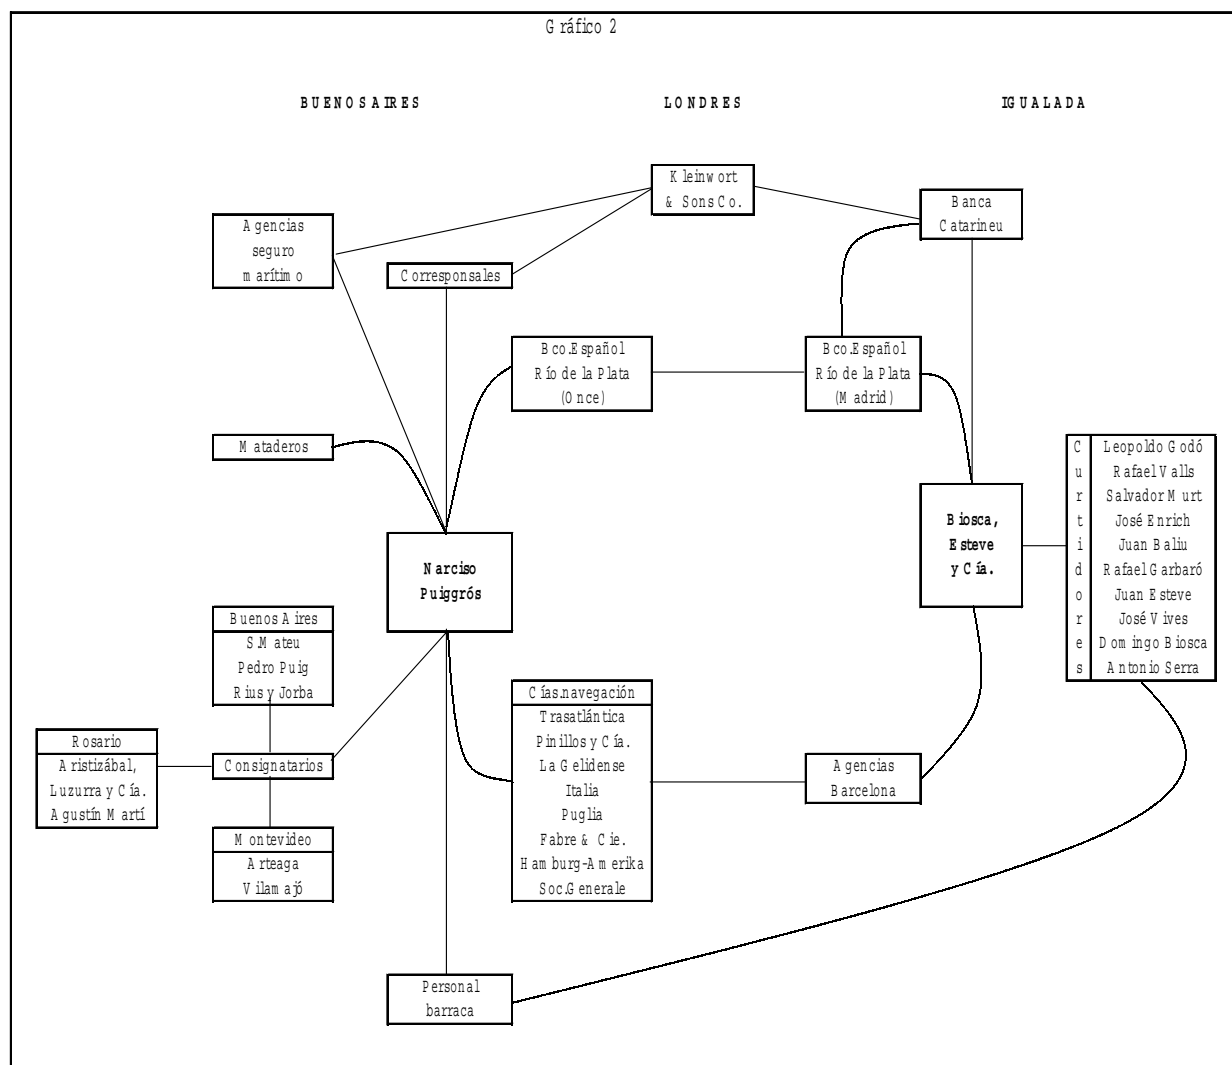 Gráfico 2
BUENOS AIRES
LONDRES
IGUALADA
Kleinwort
& Sons Co.
Banca
Catarineu
Agencias
seguro
marítimo
Corresponsales
Bco.Español
Río de la Plata
(Once)
Bco.Español
Río de la Plata
(Madrid)
Mataderos
Biosca,
Esteve
y Cía.
Curtidores
Leopoldo Godó
Rafael Valls
Salvador Murt
José Enrich
Juan Baliu
Rafael Garbaró
Juan Esteve
José Vives
Domingo Biosca
Antonio Serra
Narciso
Puiggrós
Buenos Aires
S.Mateu
Pedro Puig
Rius y Jorba
Rosario
Aristizábal,
Luzurra y Cía.
Agustín Martí
Consignatarios
Montevideo
Arteaga
Vilamajó
Cías.navegación
Trasatlántica
Pinillos y Cía.
La Gelidense
Italia
Puglia
Fabre & Cie.
Hamburg-Amerika
Soc.Generale
Agencias
Barcelona
Personal
barraca